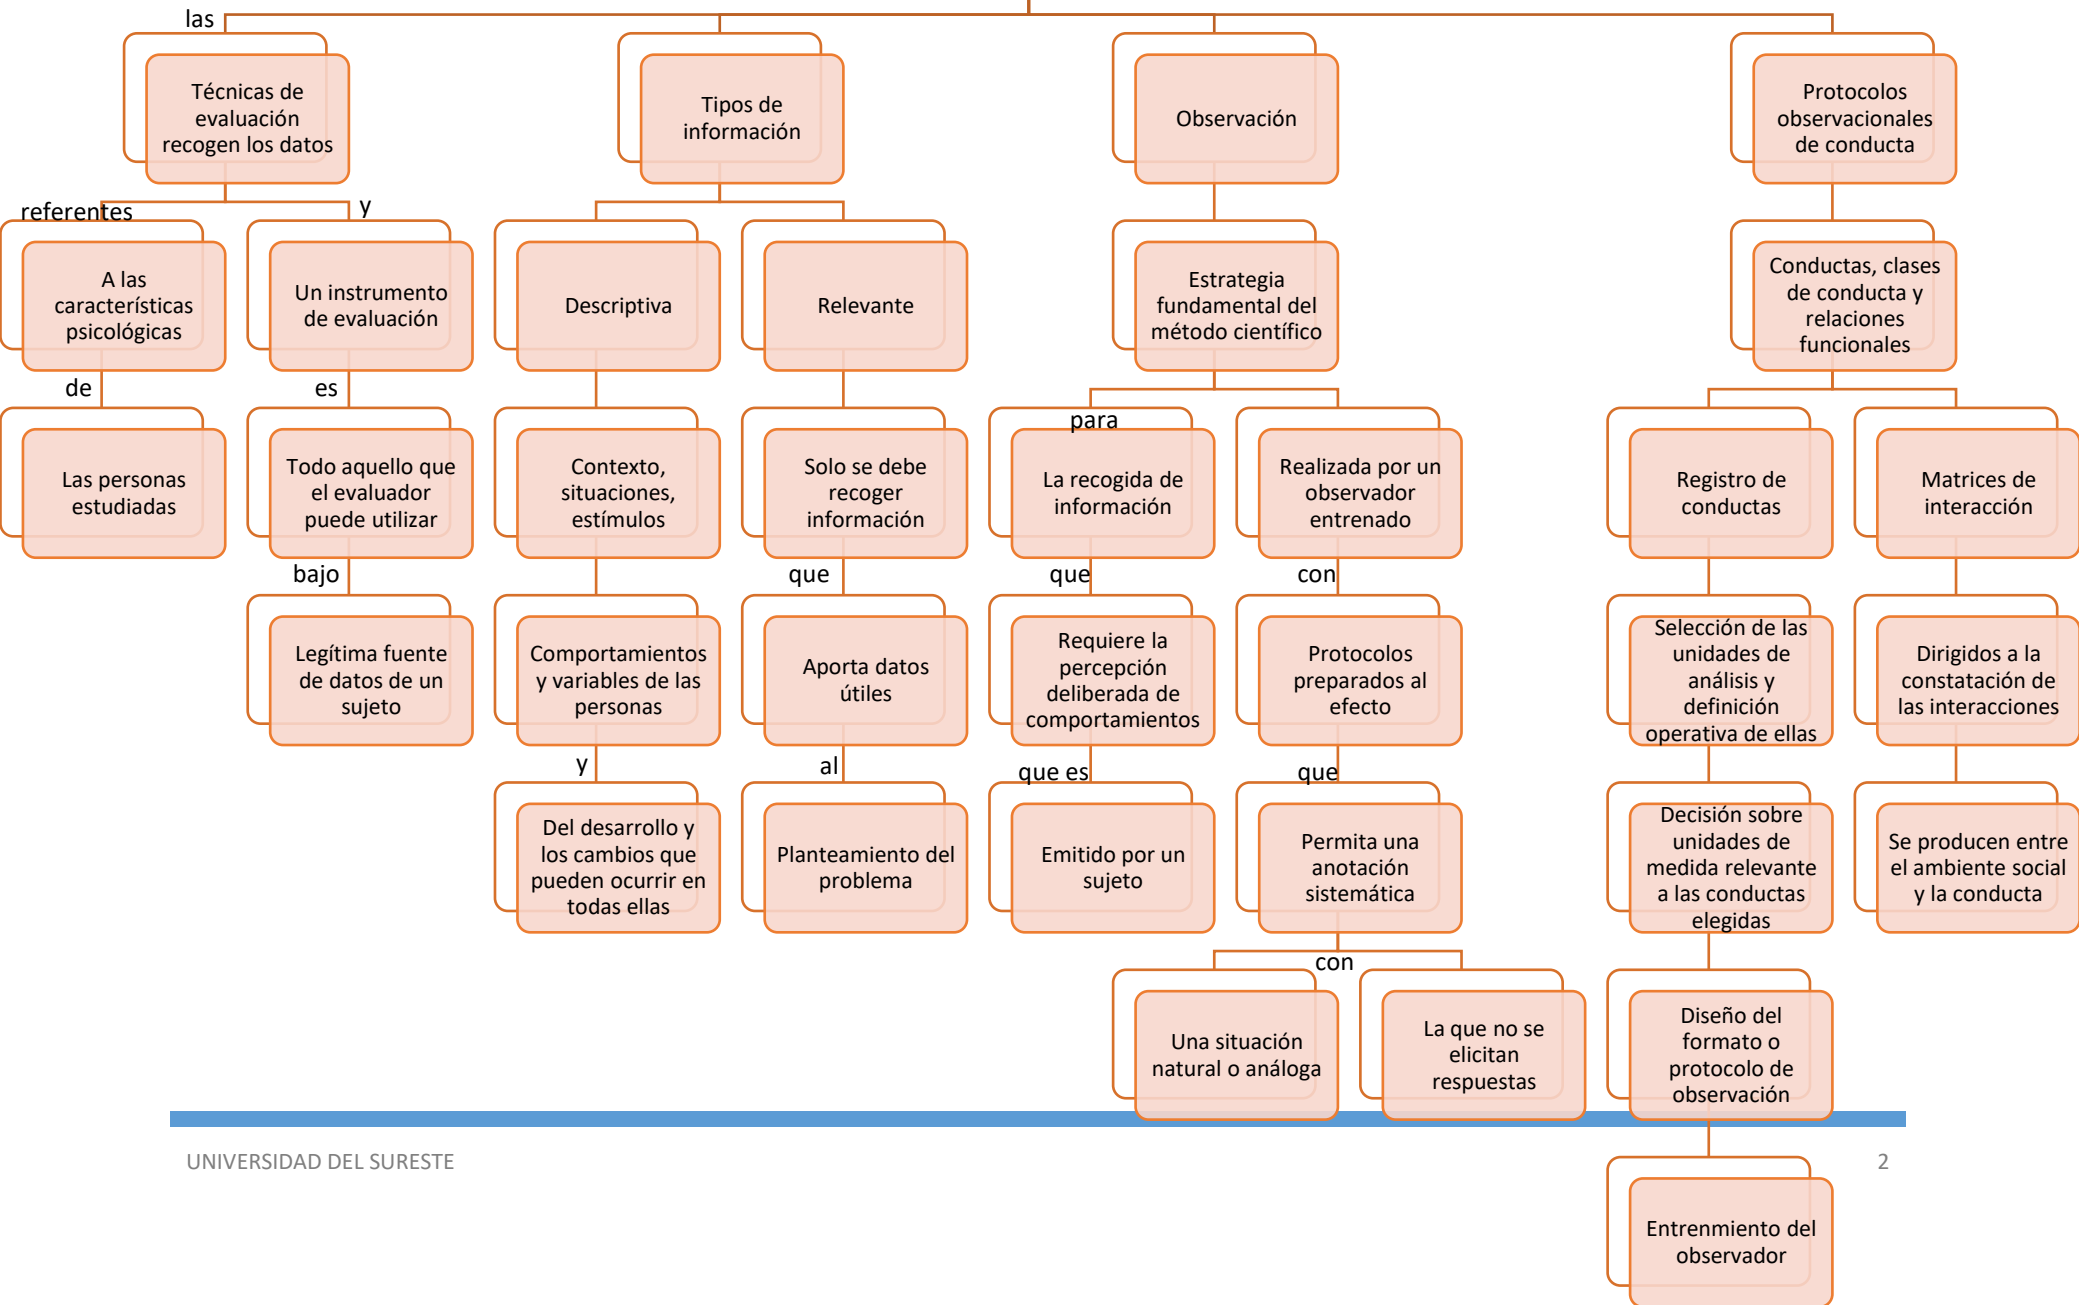 las
Técnicas de
evaluación
recogen los datos
Tipos de
información
Observación
Protocolos
observacionales
de conducta
referentes
y
A las
características
psicológicas
Un instrumento
de evaluación
Descriptiva
Relevante
Estrategia
fundamental del
método científico
Conductas, clases
de conducta y
relaciones
funcionales
de
es
para
Las personas
estudiadas
Todo aquello que
el evaluador
puede utilizar
Contexto,
situaciones,
estímulos
Solo se debe
recoger
información
La recogida de
información
Realizada por un
observador
entrenado
Registro de
conductas
Matrices de
interacción
bajo
que
que
con
Legítima fuente
de datos de un
sujeto
Comportamientos
y variables de las
personas
Aporta datos
útiles
Requiere la
percepción
deliberada de
comportamientos
Protocolos
preparados al
efecto
Selección de las
unidades de
análisis y
definición
operativa de ellas
Dirigidos a la
constatación de
las interacciones
y
al
que es
que
Del desarrollo y
los cambios que
pueden ocurrir en
todas ellas
Planteamiento del
problema
Emitido por un
sujeto
Permita una
anotación
sistemática
Decisión sobre
unidades de
medida relevante
a las conductas
elegidas
Se producen entre
el ambiente social
y la conducta
con
Una situación
natural o análoga
La que no se
elicitan
respuestas
Diseño del
formato o
protocolo de
observación
UNIVERSIDAD DEL SURESTE
2
Entrenmiento del
observador